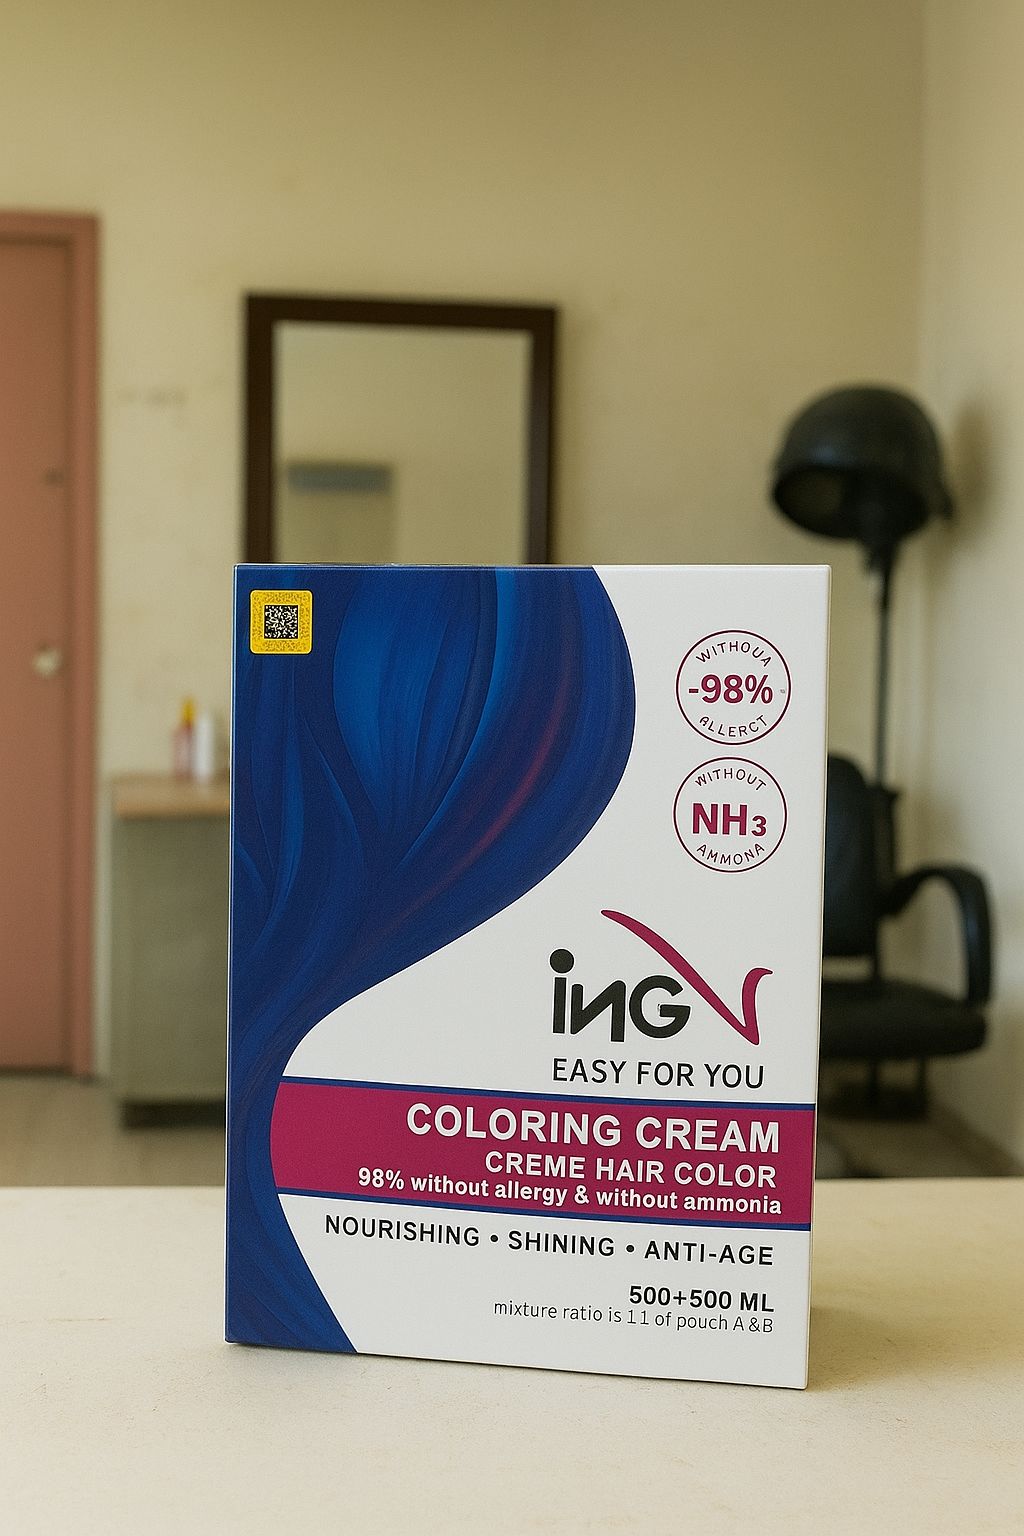 WITHOUA
-98%
ALLERCT
WITHOUT
NH3
AMMONA
iNG
EASY FOR YOU
COLORING CREAM
CREME HAIR COLOR
98% without allergy & without ammonia
NOURISHING • SHINING • ANTI-AGE
500+500 ML
mixture ratio is 1 1 of pouch A &B